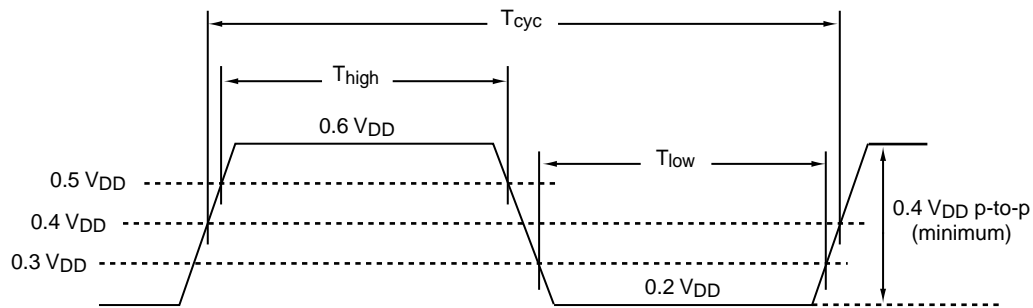 Tcyc
Thigh
0.6 VDD
Tlow
0.5 VDD
0.4 VDD
0.4 VDD p-to-p
(minimum)
0.3 VDD
0.2 VDD